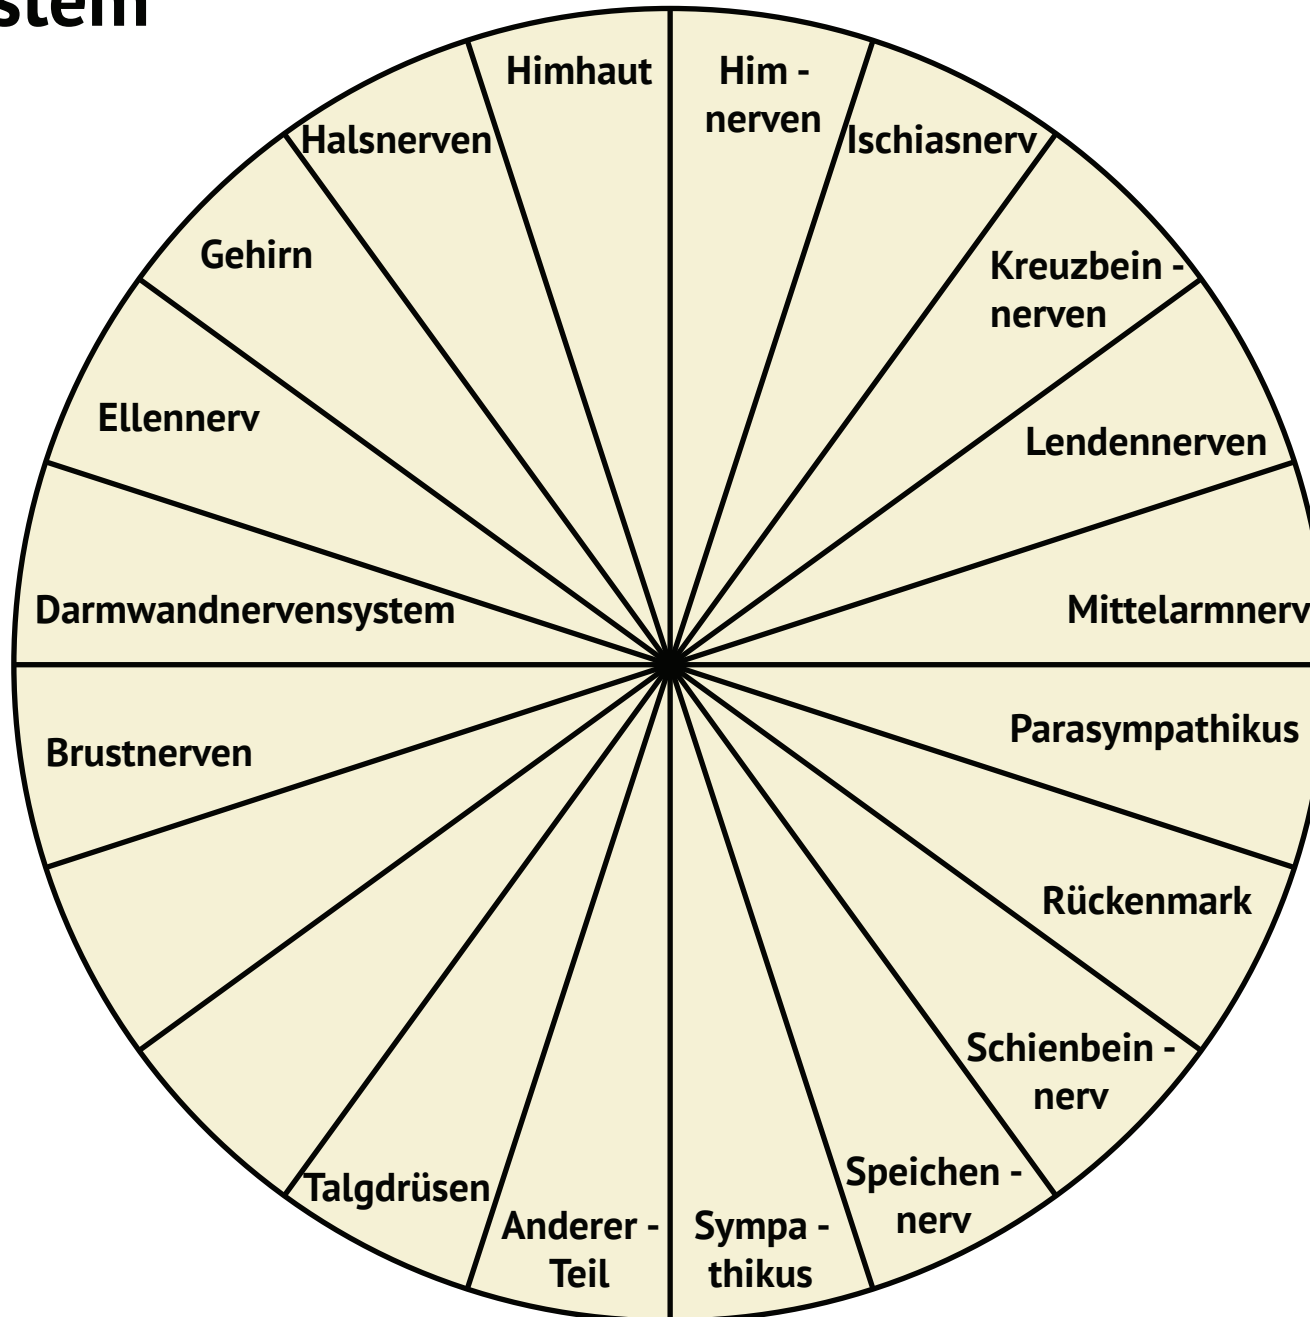 stem
Himhaut
Him -
nerven
Ischiasnerv
Kreuzbein -
nerven
Lendennerven
Mittelarmnerv
Parasympathikus
Rückenmark
Schienbein -
nerv
Speichen -
nerv
Sympa -
thikus
Anderer -
Teil
Talgdrüsen
Brustnerven
Darmwandnervensystem
Ellennerv
Gehirn
Halsnerven